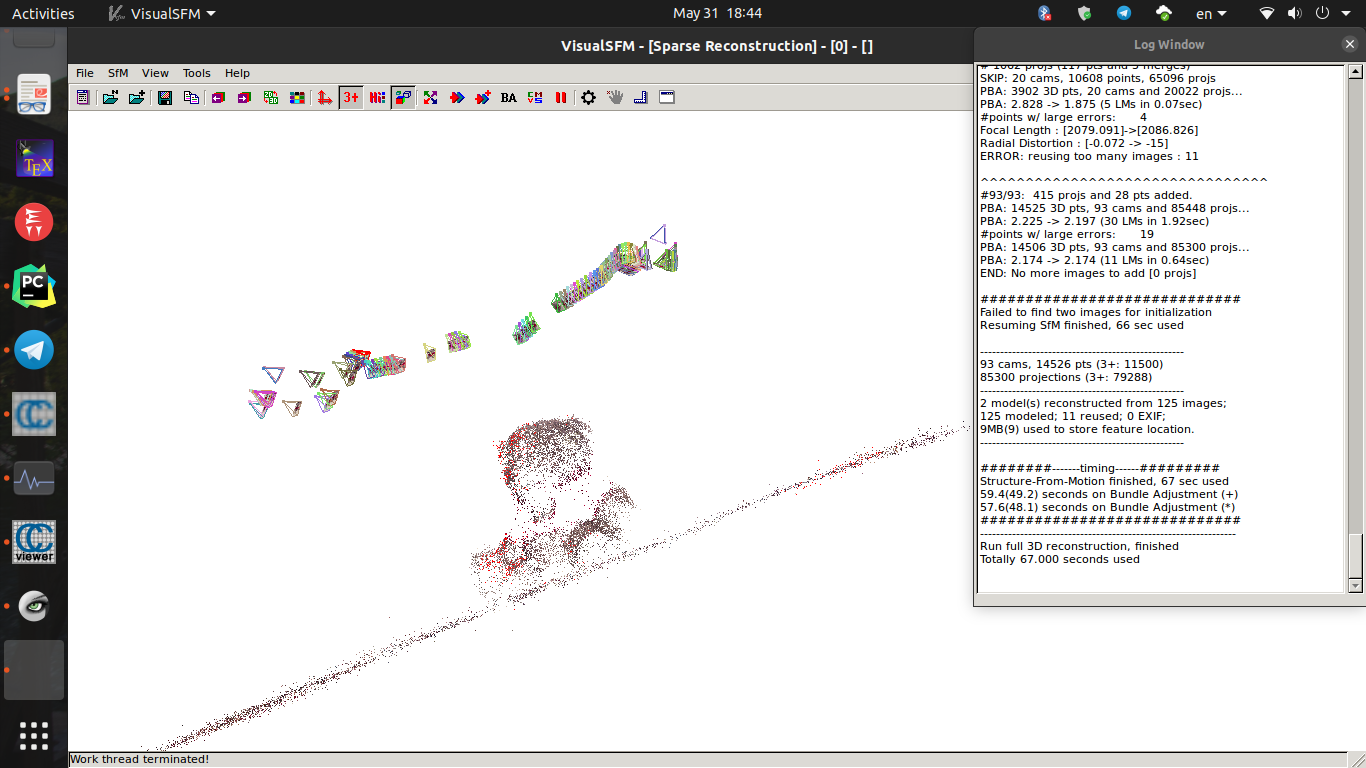 Activities
VisualSFM
May 31 18:44
en
VisualSFM - [Sparse Reconstruction] - [0] - []
Log Window
File SfM View Tools Help
3+
BA
SKIP: 20 cams, 10608 points, 65096 projs
PBA: 3902 3D pts, 20 cams and 20022 projs...
PBA: 2.828 -> 1.875 (5 LMs in 0.07sec)
#points w/ large errors: 4
Focal Length : [2079.091]->[2086.826]
Radial Distortion : [-0.072 -> -15]
ERROR: reusing too many images : 11
^^^^^^^^^^^^^^^^^^^^^^^^^^^^^^^^
#93/93: 415 projs and 28 pts added.
PBA: 14525 3D pts, 93 cams and 85448 projs...
PBA: 2.225 -> 2.197 (30 LMs in 1.92sec)
#points w/ large errors: 19
PBA: 14506 3D pts, 93 cams and 85300 projs...
PBA: 2.174 -> 2.174 (11 LMs in 0.64sec)
END: No more images to add [0 projs]
#############################
Failed to find two images for initialization
Resuming SfM finished, 66 sec used
----------------------------------------------------
93 cams, 14526 pts (3+: 11500)
85300 projections (3+: 79288)
----------------------------------------------------
2 model(s) reconstructed from 125 images;
125 modeled; 11 reused; 0 EXIF;
9MB(9) used to store feature location.
----------------------------------------------------
########-------timing------#########
Structure-From-Motion finished, 67 sec used
59.4(49.2) seconds on Bundle Adjustment (+)
57.6(48.1) seconds on Bundle Adjustment (*)
#############################
----------------------------------------------------------------
Run full 3D reconstruction, finished
Totally 67.000 seconds used
TEX
PC
CC
CC
viewer
Work thread terminated!